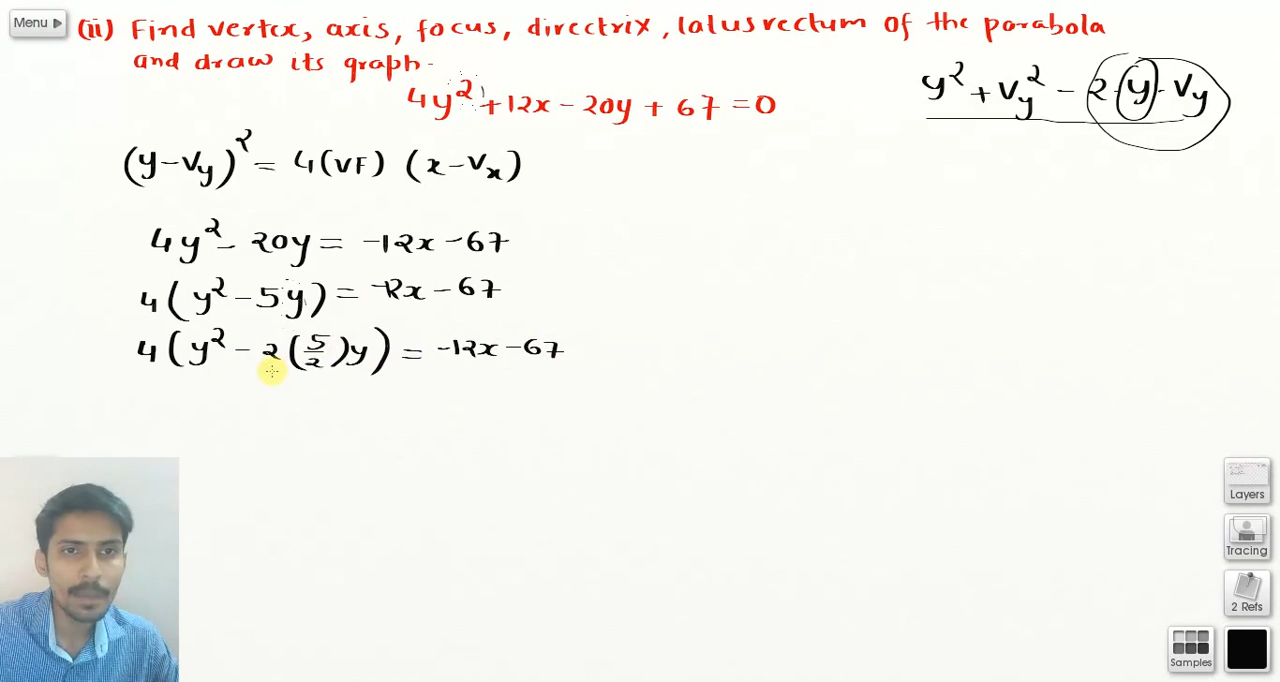 Menu
(ii) Find vertex, axis, focus, directrix, latusrectum of the parabola
and draw its graph.
4y² + 12x - 20y + 67 = 0
y² + Vy² - 2 y · Vy
(y - Vy)² = 4(VF) (x - Vx)
4y² - 20y = -12x - 67
4(y² - 5y) = -12x - 67
4(y² - 2(5/2)y) = -12x - 67
Layers
Tracing
2 Refs
Samples